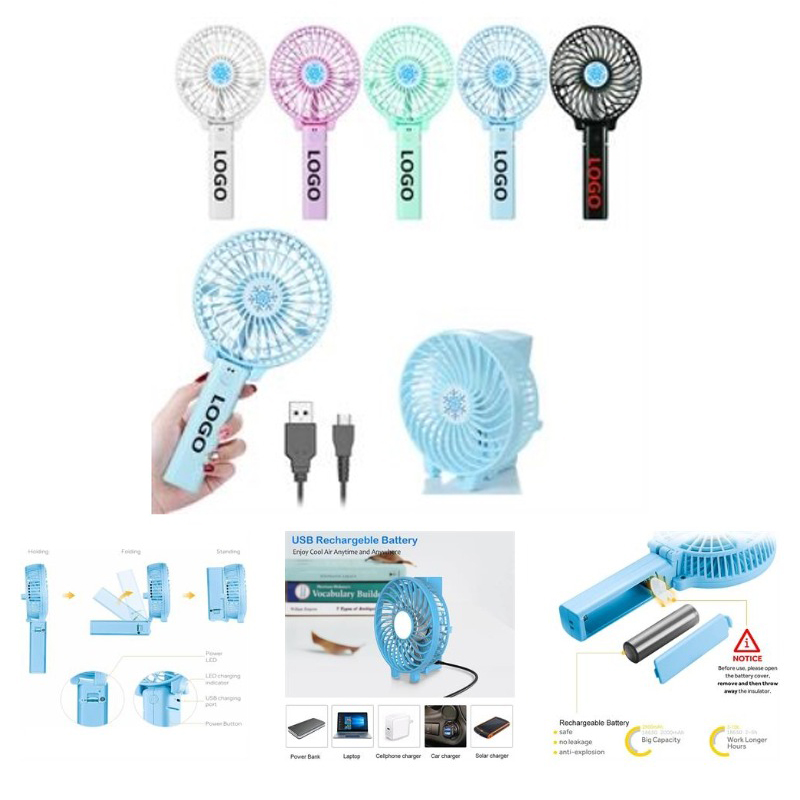 LOGO
LOGO
LOGO
LOGO
LOGO
LOGO
Holding
Folding
Standing
Power
LED
LED charging
indicator
USB charging
port
Power Button
USB Rechargeble Battery
Enjoy Cool Air Anytime and Anywhere
Vocabulary Builde
Power Bank
Laptop
Cellphone charger
Car charger
Solar charger
NOTICE
Before use, please open
the battery cover,
remove and then throw
away the insulator.
Rechargeable Battery
safe
no leakage
anti-explosion
Big Capacity
Work Longer
Hours